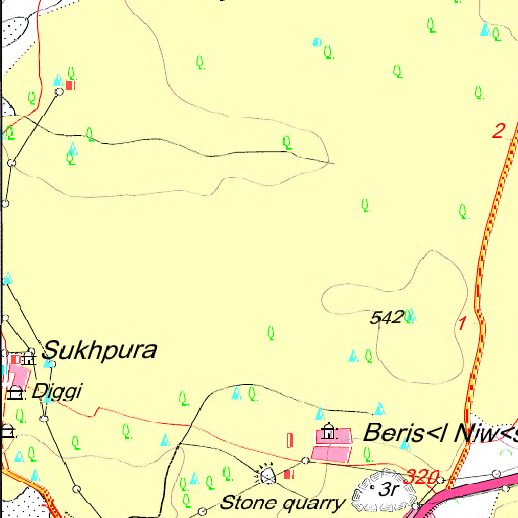 2
542
1
Sukhpura
Diggi
Beris<l Niw<s
320
3r
Stone quarry